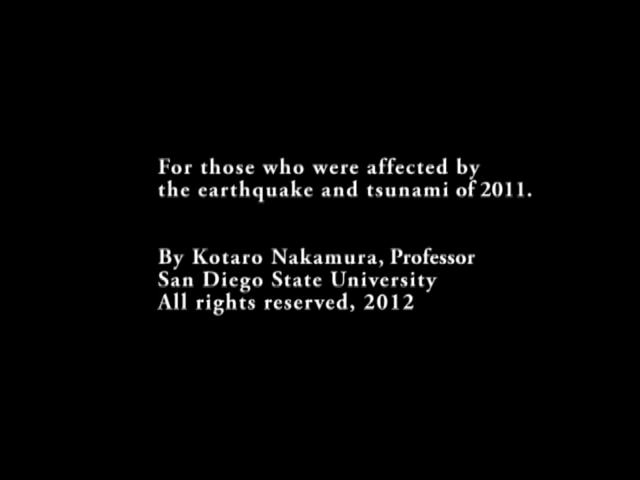 For those who were affected by
the earthquake and tsunami of 2011.
By Kotaro Nakamura, Professor
San Diego State University
All rights reserved, 2012